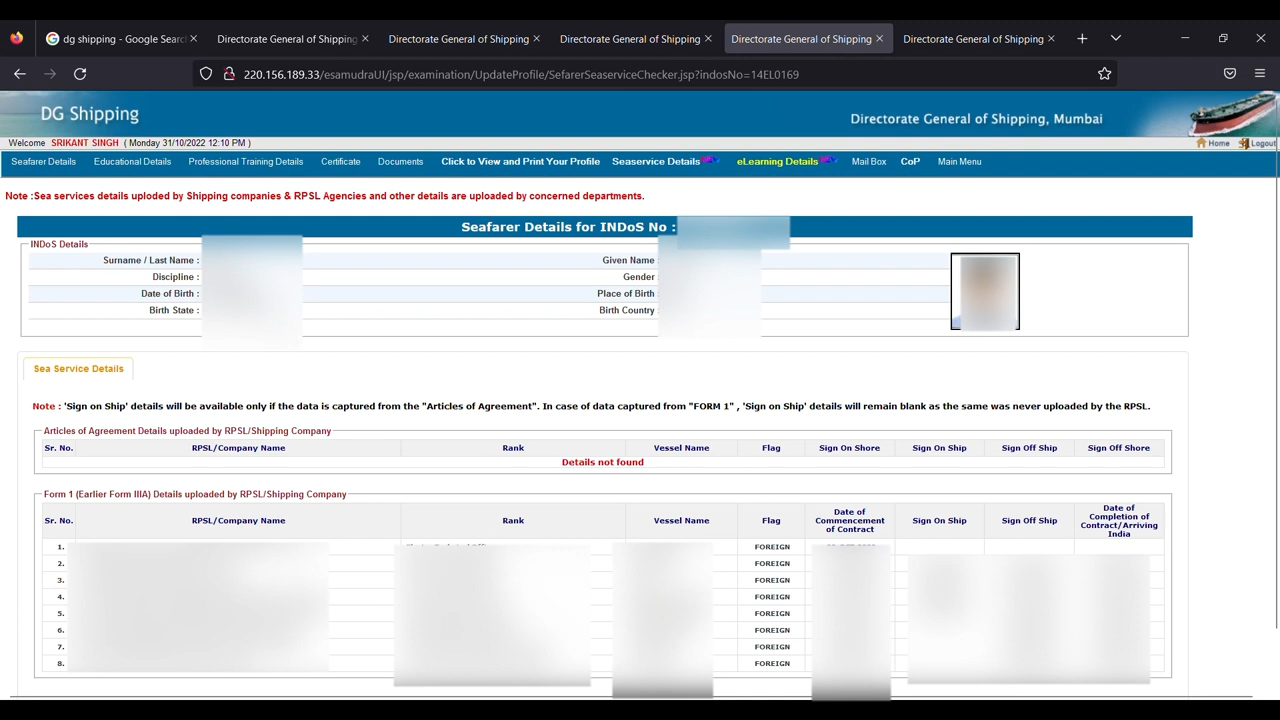 dg shipping - Google Searc
Directorate General of Shipping,
Directorate General of Shipping
Directorate General of Shipping
Directorate General of Shipping
Directorate General of Shipping
220.156.189.33/esamudraUI/jsp/examination/UpdateProfile/SefarerSeaserviceChecker.jsp?indosNo=14EL0169
DG Shipping
Directorate General of Shipping, Mumbai
Welcome SRIKANT SINGH ( Monday 31/10/2022 12:10 PM )
Home Logout
Seafarer Details Educational Details Professional Training Details Certificate Documents Click to View and Print Your Profile Seaservice Details eLearning Details Mail Box CoP Main Menu
Note :Sea services details uploded by Shipping companies & RPSL Agencies and other details are uploaded by concerned departments.
Seafarer Details for INDoS No :
INDoS Details
Surname / Last Name : Given Name :
Discipline : Gender :
Date of Birth : Place of Birth :
Birth State : Birth Country :
Sea Service Details
Note : 'Sign on Ship' details will be available only if the data is captured from the "Articles of Agreement". In case of data captured from "FORM 1" , 'Sign on Ship' details will remain blank as the same was never uploaded by the RPSL.
Articles of Agreement Details uploaded by RPSL/Shipping Company
Sr. No. RPSL/Company Name Rank Vessel Name Flag Sign On Shore Sign On Ship Sign Off Ship Sign Off Shore
Details not found
Form 1 (Earlier Form IIIA) Details uploaded by RPSL/Shipping Company
Sr. No. RPSL/Company Name Rank Vessel Name Flag Date of Commencement of Contract Sign On Ship Sign Off Ship Date of Completion of Contract/Arriving India
1. FOREIGN
2. FOREIGN
3. FOREIGN
4. FOREIGN
5. FOREIGN
6. FOREIGN
7. FOREIGN
8. FOREIGN